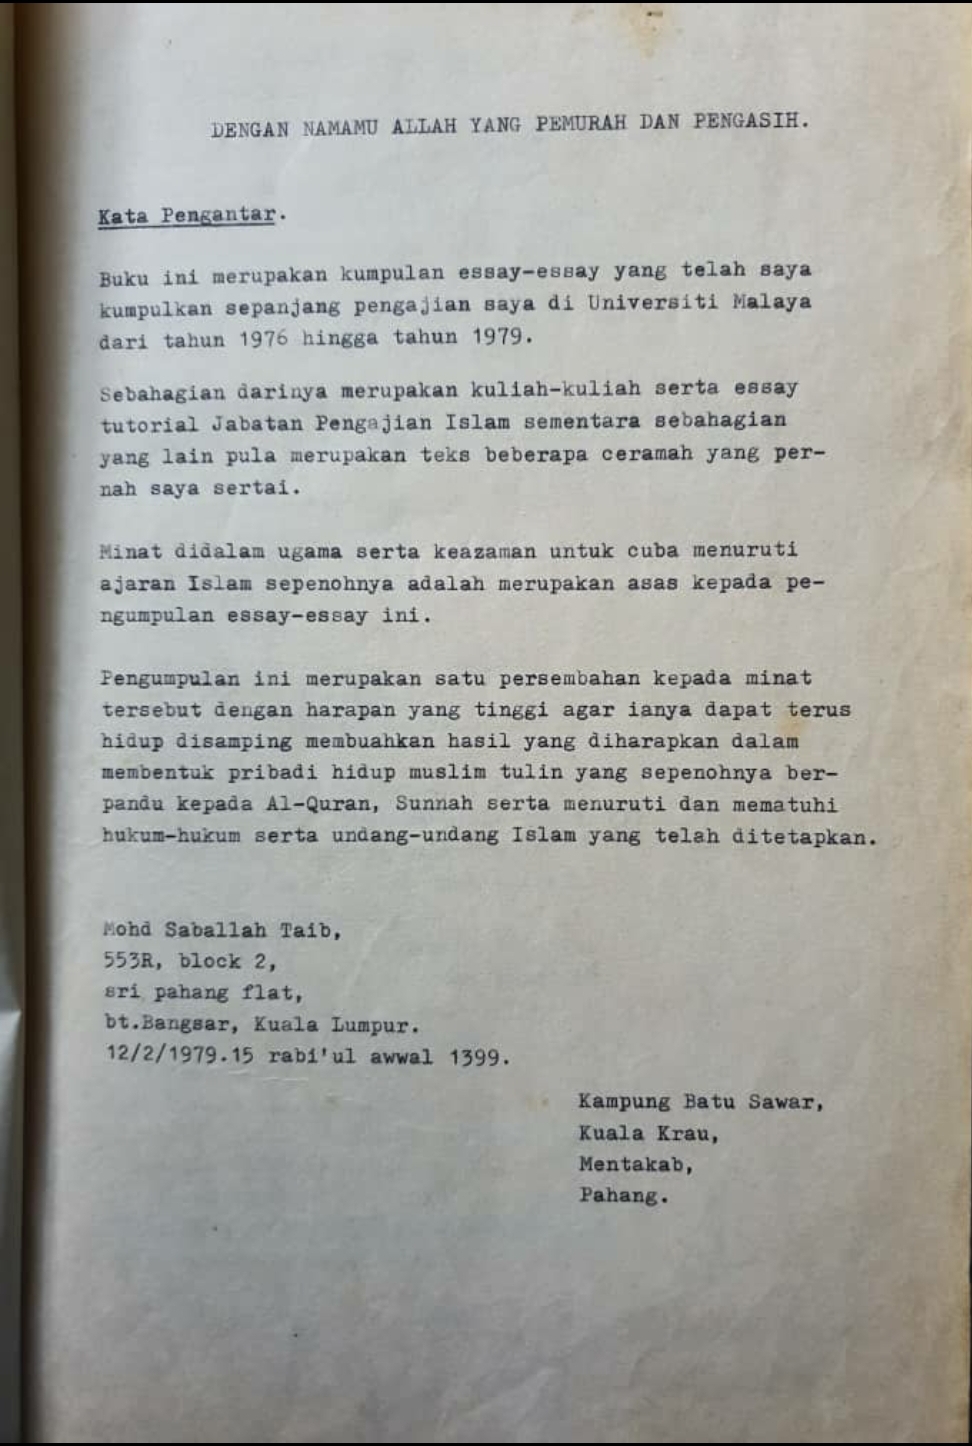 DENGAN NAMAMU ALLAH YANG PEMURAH DAN PENGASIH.
Kata Pengantar.
Buku ini merupakan kumpulan essay-essay yang telah saya
kumpulkan sepanjang pengajian saya di Universiti Malaya
dari tahun 1976 hingga tahun 1979.
Sebahagian darinya merupakan kuliah-kuliah serta essay
tutorial Jabatan Pengajian Islam sementara sebahagian
yang lain pula merupakan teks beberapa ceramah yang per-
nah saya sertai.
Minat didalam ugama serta keazaman untuk cuba menuruti
ajaran Islam sepenohnya adalah merupakan asas kepada pe-
ngumpulan essay-essay ini.
Pengumpulan ini merupakan satu persembahan kepada minat
tersebut dengan harapan yang tinggi agar ianya dapat terus
hidup disamping membuahkan hasil yang diharapkan dalam
membentuk pribadi hidup muslim tulin yang sepenohnya ber-
pandu kepada Al-Quran, Sunnah serta menuruti dan mematuhi
hukum-hukum serta undang-undang Islam yang telah ditetapkan.
Mohd Saballah Taib,
553R, block 2,
sri pahang flat,
bt.Bangsar, Kuala Lumpur.
12/2/1979.15 rabi'ul awwal 1399.
Kampung Batu Sawar,
Kuala Krau,
Mentakab,
Pahang.